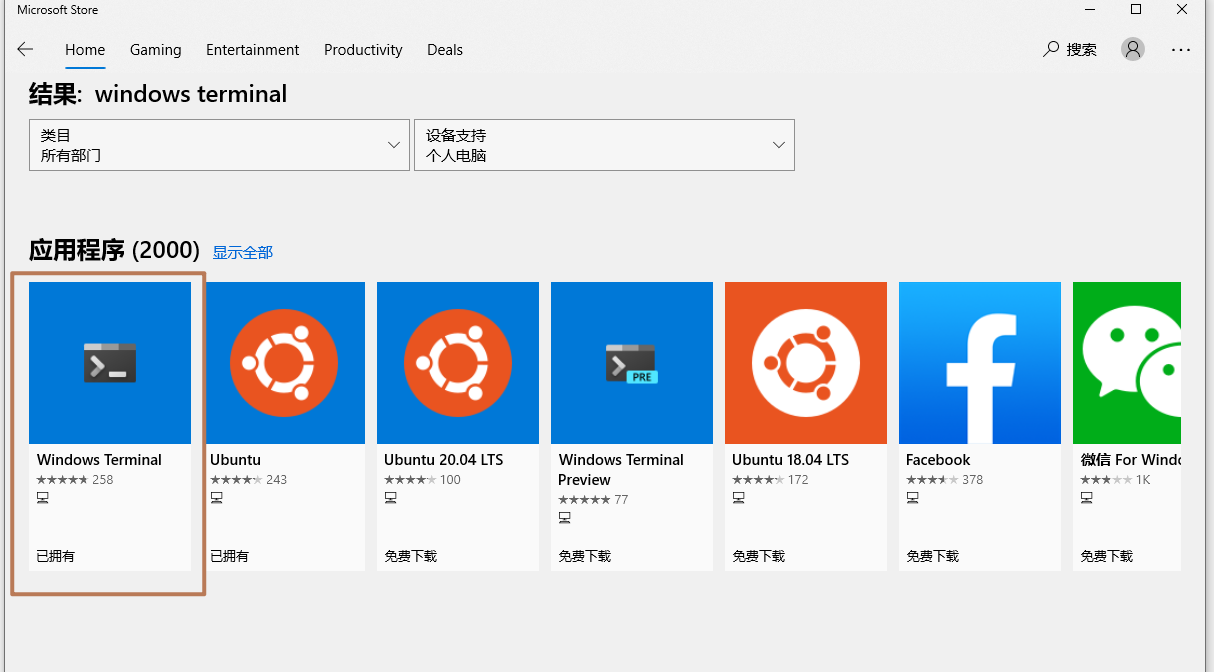 Microsoft Store
Home Gaming Entertainment Productivity Deals 搜索
结果: windows terminal
类目
所有部门
设备支持
个人电脑
应用程序 (2000) 显示全部
PRE
Windows Terminal
258
已拥有
Ubuntu
243
已拥有
Ubuntu 20.04 LTS
100
免费下载
Windows Terminal
Preview
77
免费下载
Ubuntu 18.04 LTS
172
免费下载
Facebook
378
免费下载
微信 For Windo
1K
免费下载